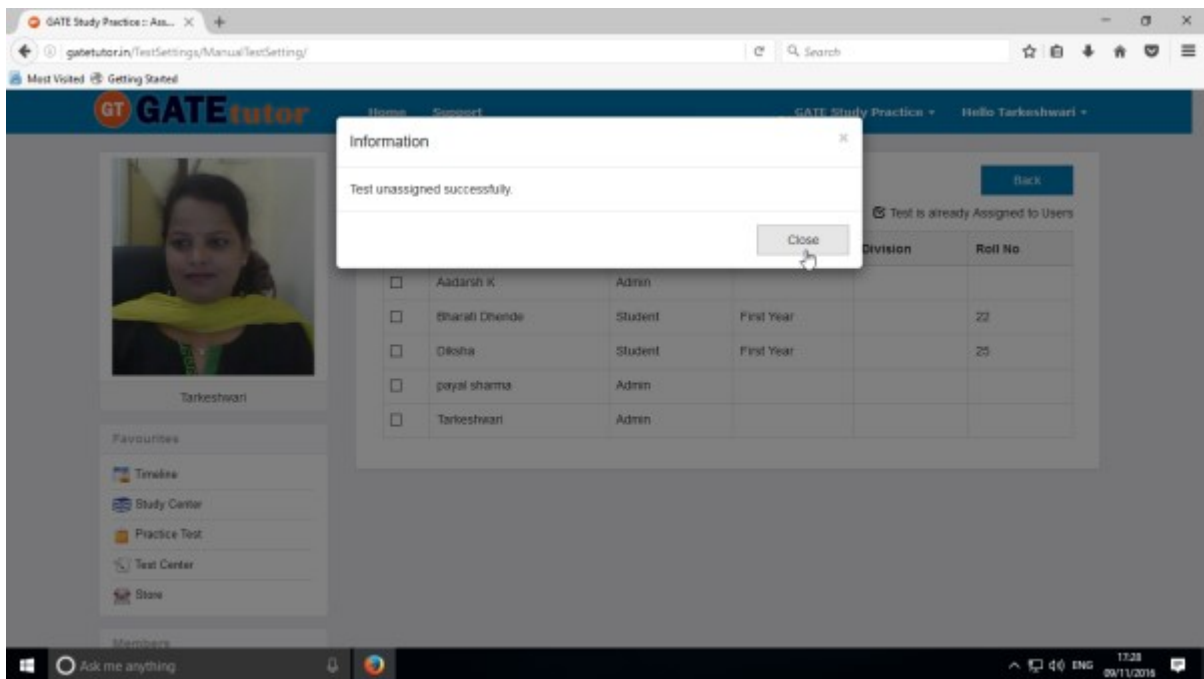 GATE Study Practice :: Ass...
gatetutor.in/TestSettings/ManualTestSetting/
Search
Most Visited Getting Started
GT GATEtutor Home Support GATE Study Practice Hello Tarkeshwari
Information
Test unassigned successfully.
Close
Back
Test is already Assigned to Users
Division Roll No
Aadarsh K Admin
Bharati Dhende Student First Year 22
Diksha Student First Year 25
payal sharma Admin
Tarkeshwari Admin
Tarkeshwari
Favourites
Timeline
Study Center
Practice Test
Test Center
Store
Members
Ask me anything
ENG 17:28
09/11/2016